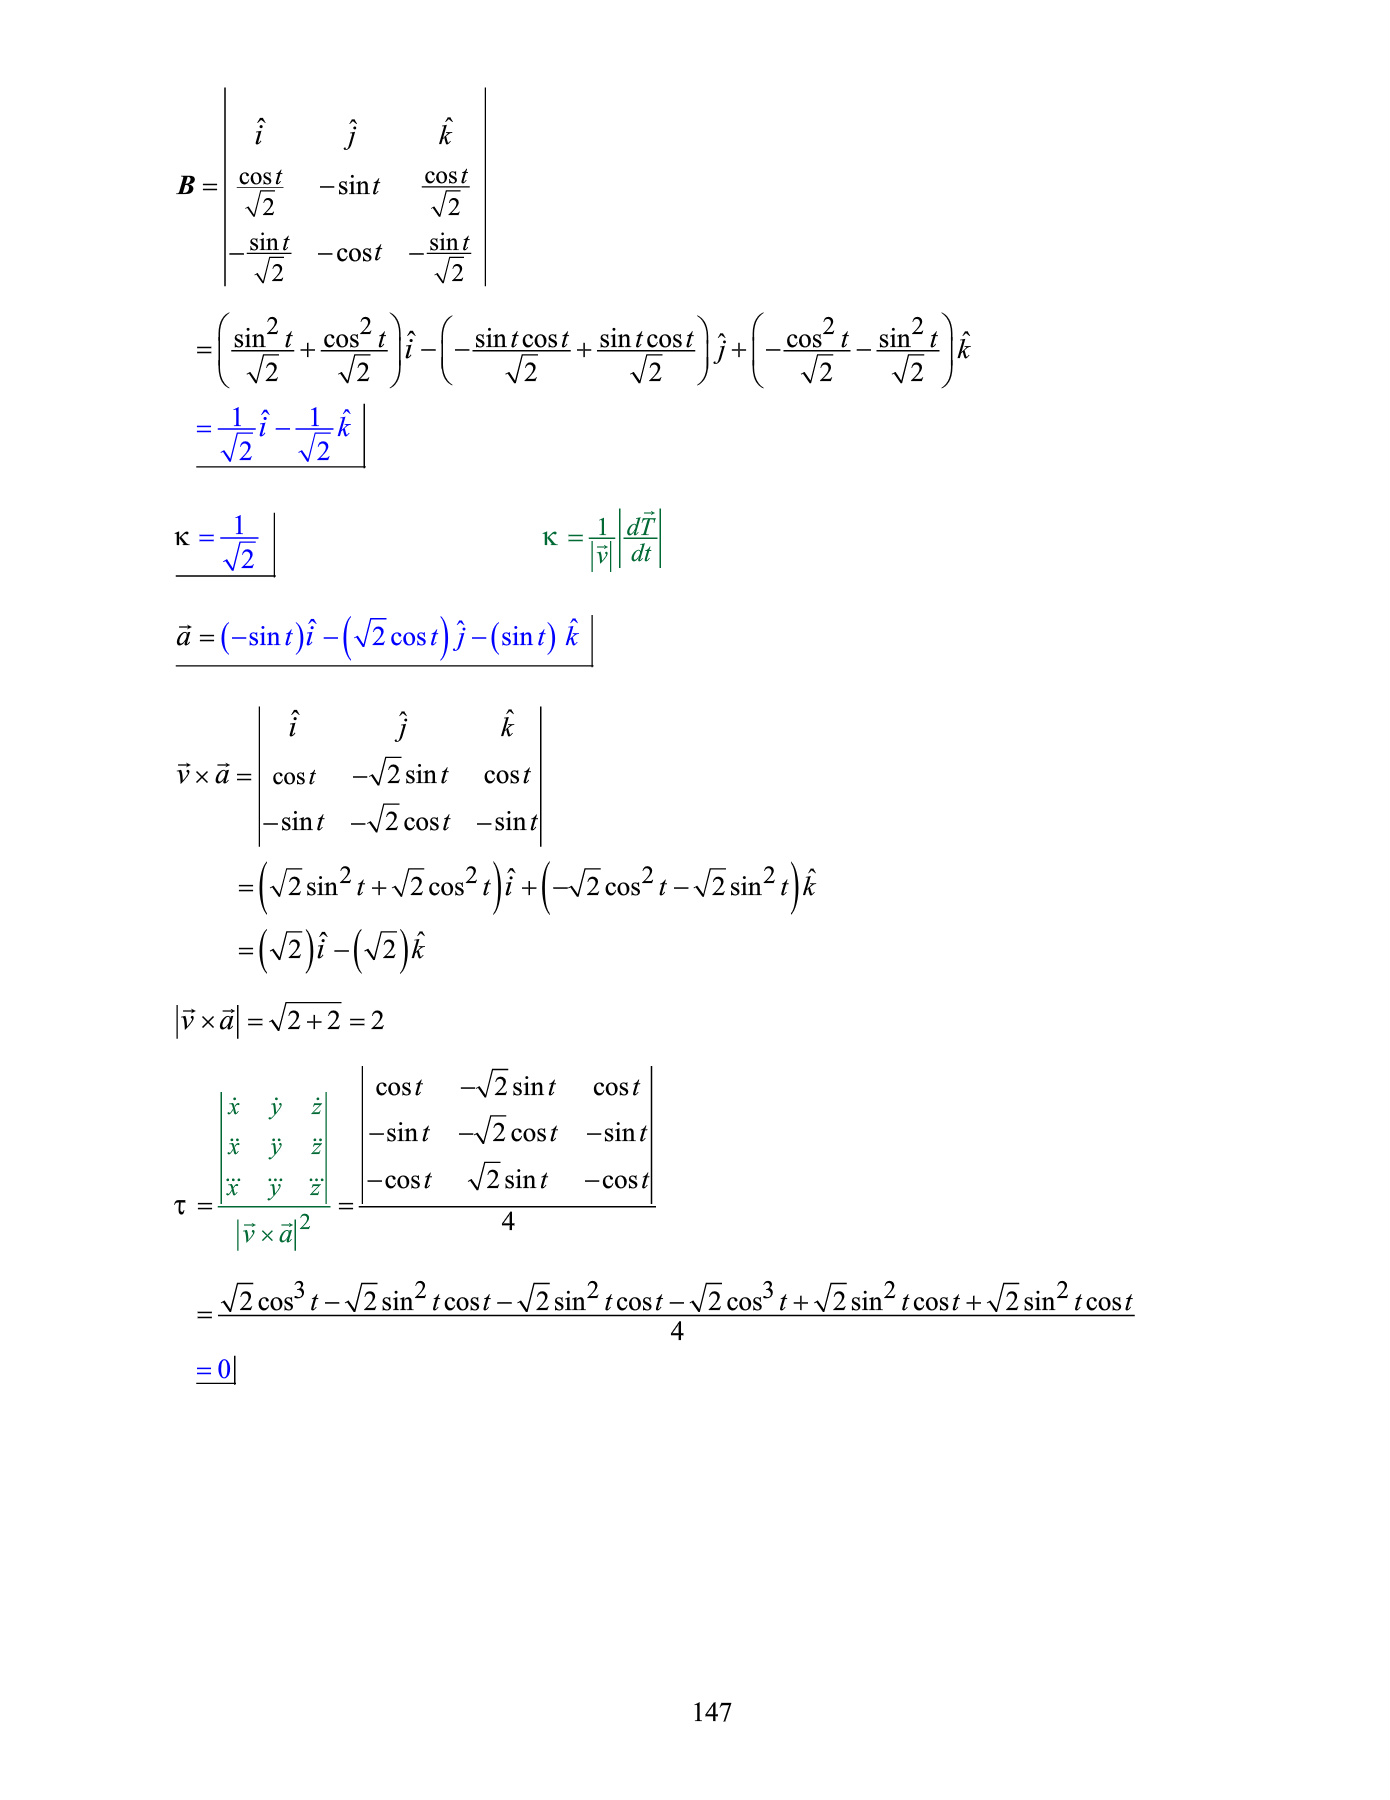 $\boldsymbol{B} = \begin{vmatrix} \hat{i} & \hat{j} & \hat{k} \\ \frac{\cos t}{\sqrt{2}} & -\sin t & \frac{\cos t}{\sqrt{2}} \\ -\frac{\sin t}{\sqrt{2}} & -\cos t & -\frac{\sin t}{\sqrt{2}} \end{vmatrix}$
$= \left( \frac{\sin^2 t}{\sqrt{2}} + \frac{\cos^2 t}{\sqrt{2}} \right) \hat{i} - \left( -\frac{\sin t \cos t}{\sqrt{2}} + \frac{\sin t \cos t}{\sqrt{2}} \right) \hat{j} + \left( -\frac{\cos^2 t}{\sqrt{2}} - \frac{\sin^2 t}{\sqrt{2}} \right) \hat{k}$
$= \frac{1}{\sqrt{2}} \hat{i} - \frac{1}{\sqrt{2}} \hat{k}$
$\kappa = \frac{1}{\sqrt{2}}$ $\kappa = \frac{1}{|\vec{v}|} \left| \frac{d\vec{T}}{dt} \right|$
$\vec{a} = (-\sin t)\hat{i} - (\sqrt{2} \cos t)\hat{j} - (\sin t)\hat{k}$
$\vec{v} \times \vec{a} = \begin{vmatrix} \hat{i} & \hat{j} & \hat{k} \\ \cos t & -\sqrt{2} \sin t & \cos t \\ -\sin t & -\sqrt{2} \cos t & -\sin t \end{vmatrix}$
$= (\sqrt{2} \sin^2 t + \sqrt{2} \cos^2 t)\hat{i} + (-\sqrt{2} \cos^2 t - \sqrt{2} \sin^2 t)\hat{k}$
$= (\sqrt{2})\hat{i} - (\sqrt{2})\hat{k}$
$|\vec{v} \times \vec{a}| = \sqrt{2+2} = 2$
$\tau = \frac{\begin{vmatrix} \dot{x} & \dot{y} & \dot{z} \\ \ddot{x} & \ddot{y} & \ddot{z} \\ \dddot{x} & \dddot{y} & \dddot{z} \end{vmatrix}}{|\vec{v} \times \vec{a}|^2} = \frac{\begin{vmatrix} \cos t & -\sqrt{2} \sin t & \cos t \\ -\sin t & -\sqrt{2} \cos t & -\sin t \\ -\cos t & \sqrt{2} \sin t & -\cos t \end{vmatrix}}{4}$
$= \frac{\sqrt{2} \cos^3 t - \sqrt{2} \sin^2 t \cos t - \sqrt{2} \sin^2 t \cos t - \sqrt{2} \cos^3 t + \sqrt{2} \sin^2 t \cos t + \sqrt{2} \sin^2 t \cos t}{4}$
$= 0$
147